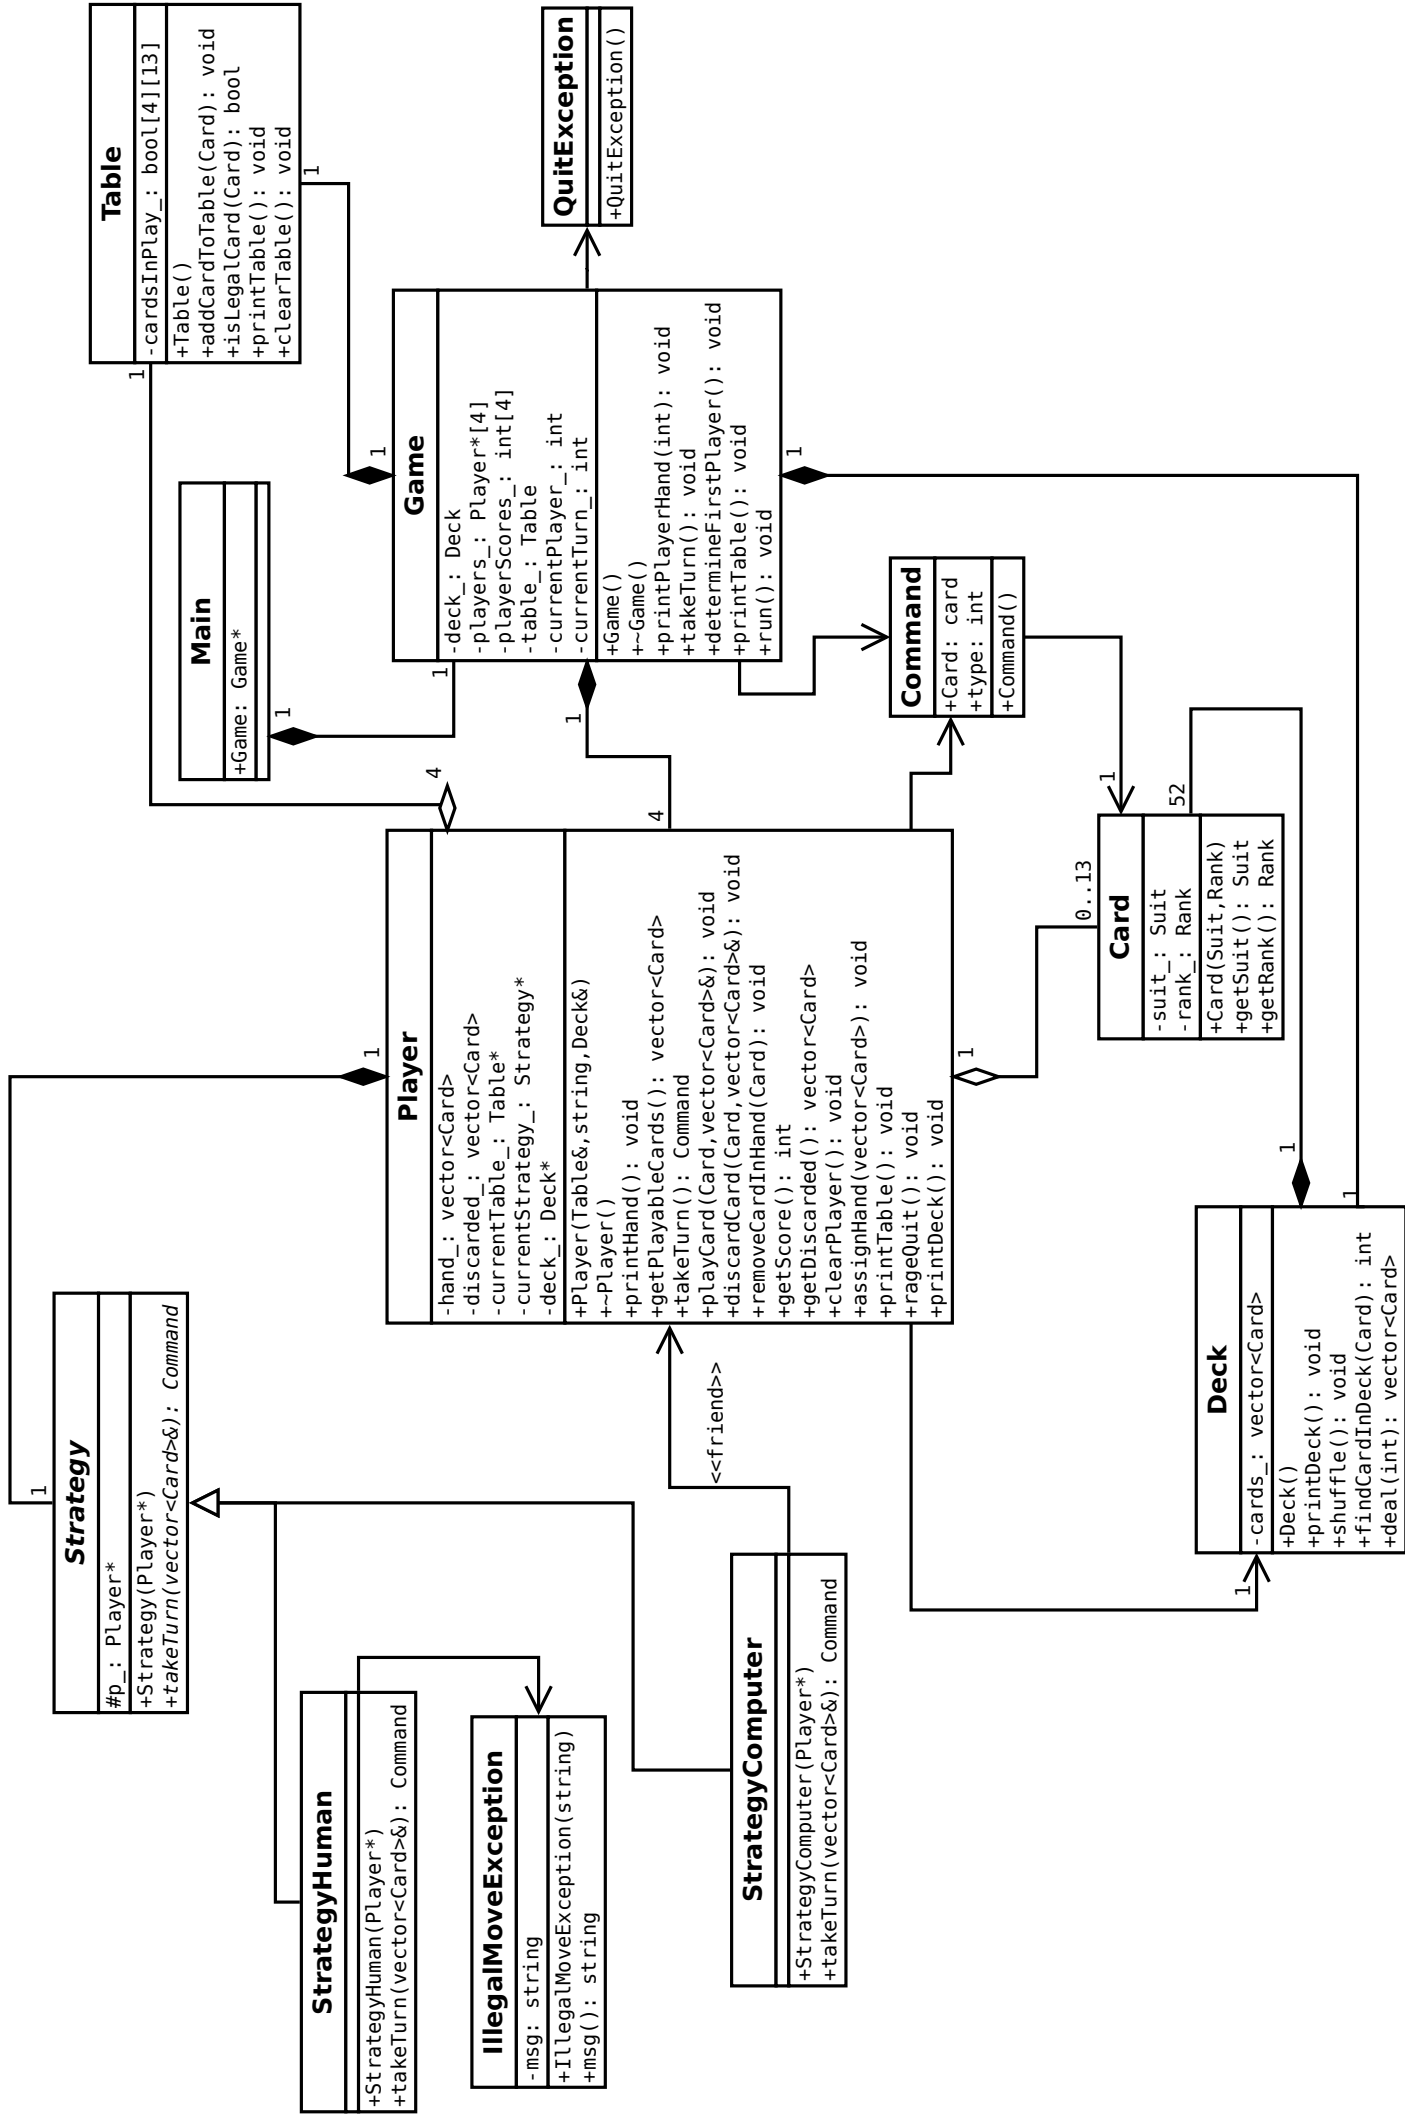 Strategy
#p_: Player*
+Strategy(Player*)
+takeTurn(vector<Card>&): Command
1
StrategyHuman
+StrategyHuman(Player*)
+takeTurn(vector<Card>&): Command
IllegalMoveException
-msg: string
+IllegalMoveException(string)
+msg(): string
StrategyComputer
+StrategyComputer(Player*)
+takeTurn(vector<Card>&): Command
<<friend>>
Player
-hand_: vector<Card>
-discarded_: vector<Card>
-currentTable_: Table*
-currentStrategy_: Strategy*
-deck_: Deck*
+Player(Table&,string,Deck&)
+~Player()
+printHand(): void
+getPlayableCards(): vector<Card>
+takeTurn(): Command
+playCard(Card,vector<Card>&): void
+discardCard(Card,vector<Card>&): void
+removeCardInHand(Card): void
+getScore(): int
+getDiscarded(): vector<Card>
+clearPlayer(): void
+assignHand(vector<Card>): void
+printTable(): void
+rageQuit(): void
+printDeck(): void
1
4
4
1
Main
+Game: Game*
1
Table
-cardsInPlay_: bool[4][13]
+Table()
+addCardToTable(Card): void
+isLegalCard(Card): bool
+printTable(): void
+clearTable(): void
1
1
Game
-deck_: Deck
-players_: Player*[4]
-playerScores_: int[4]
-table_: Table
-currentPlayer_: int
-currentTurn_: int
+Game()
+~Game()
+printPlayerHand(int): void
+takeTurn(): void
+determineFirstPlayer(): void
+printTable(): void
+run(): void
1
1
1
1
QuitException
+QuitException()
Command
+Card: card
+type: int
+Command()
Card
-suit_: Suit
-rank_: Rank
+Card(Suit,Rank)
+getSuit(): Suit
+getRank(): Rank
0..13
1
52
Deck
-cards_: vector<Card>
+Deck()
+printDeck(): void
+shuffle(): void
+findCardInDeck(Card): int
+deal(int): vector<Card>
1
1
1